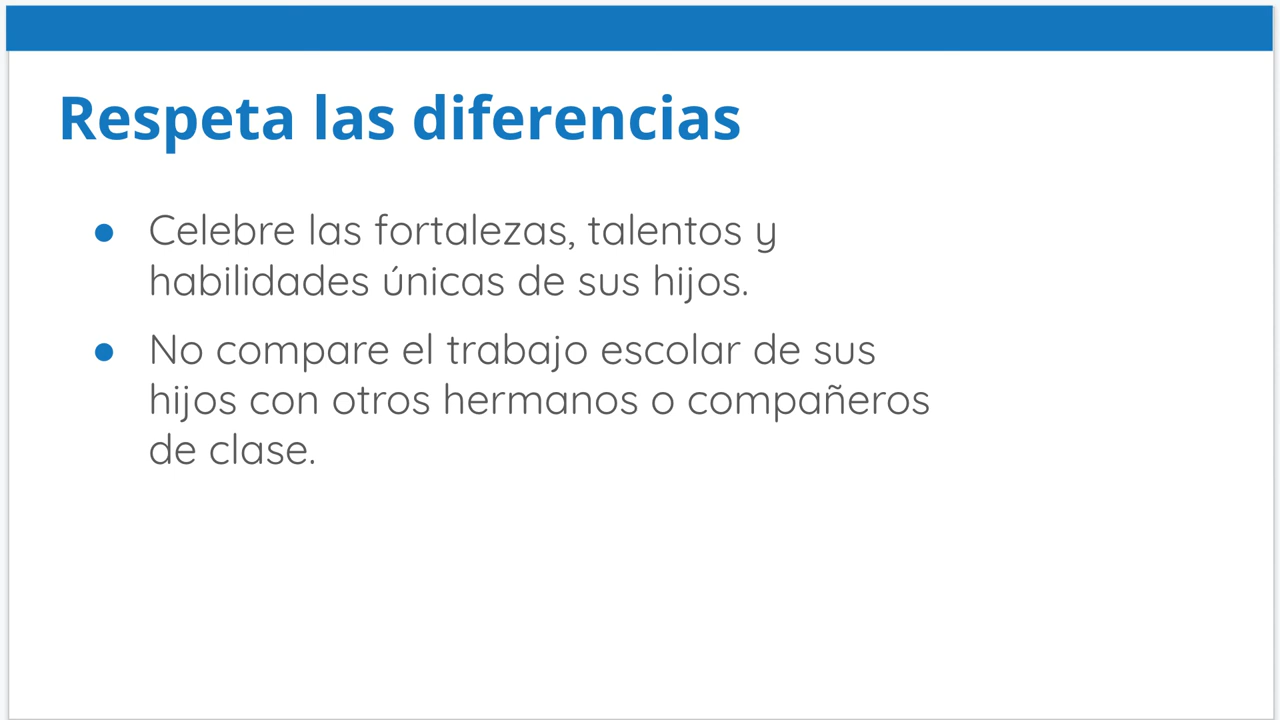 Respeta las diferencias
● Celebre las fortalezas, talentos y
habilidades únicas de sus hijos.
● No compare el trabajo escolar de sus
hijos con otros hermanos o compañeros
de clase.